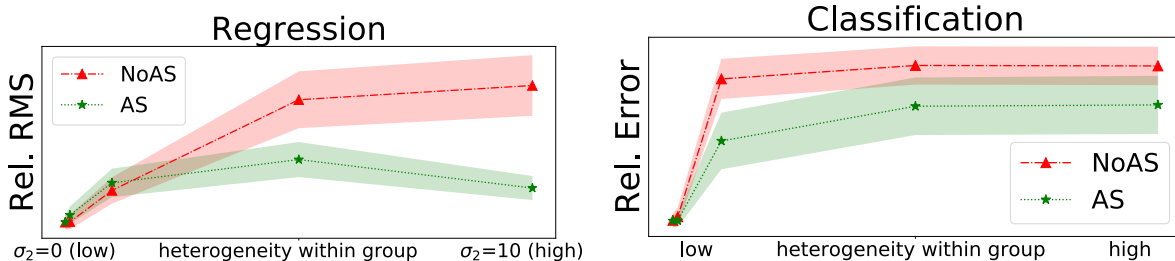 Regression
Rel. RMS
NoAS
AS
σ₂=0 (low) heterogeneity within group σ₂=10 (high)
Classification
Rel. Error
NoAS
AS
low heterogeneity within group high